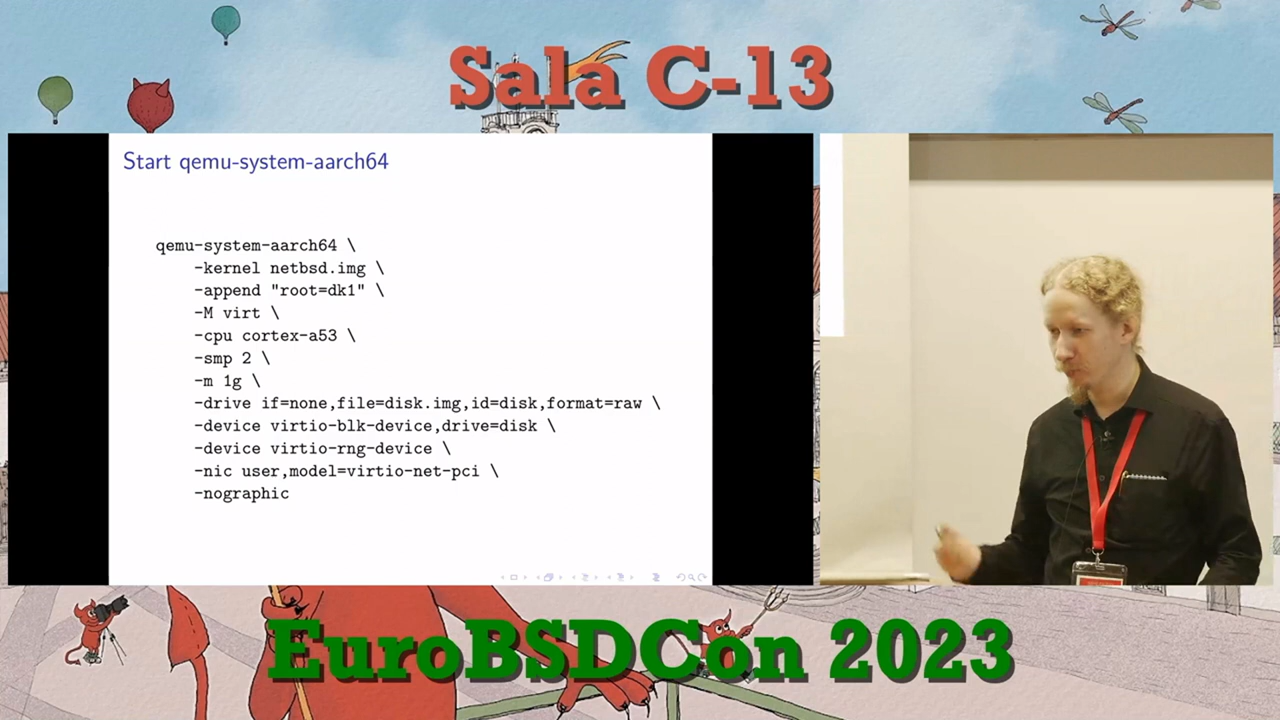 Sala C-13
Start qemu-system-aarch64
qemu-system-aarch64 \
-kernel netbsd.img \
-append "root=dk1" \
-M virt \
-cpu cortex-a53 \
-smp 2 \
-m 1g \
-drive if=none,file=disk.img,id=disk,format=raw \
-device virtio-blk-device,drive=disk \
-device virtio-rng-device \
-nic user,model=virtio-net-pci \
-nographic
EuroBSDCon 2023